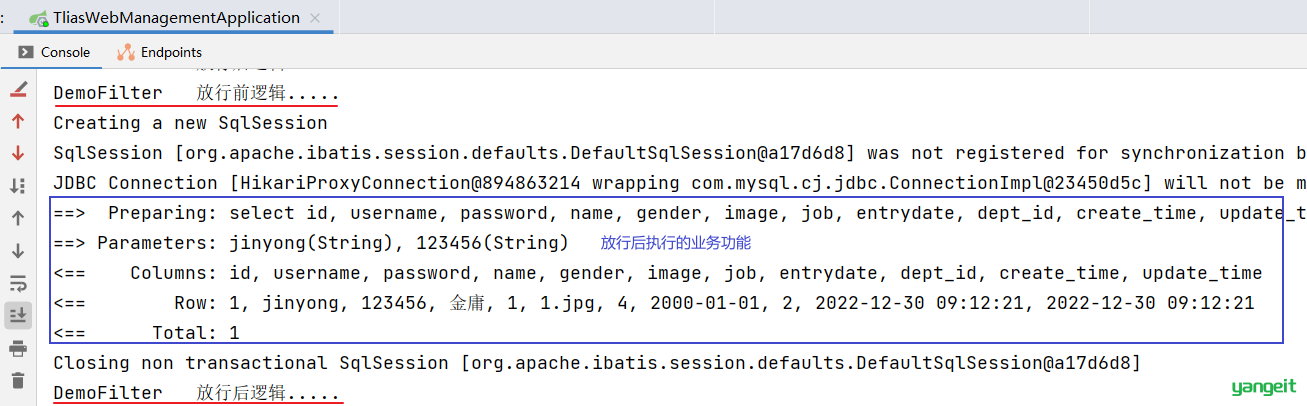 :
TliasWebManagementApplication
Console Endpoints
DemoFilter 放行前逻辑.....
Creating a new SqlSession
SqlSession [org.apache.ibatis.session.defaults.DefaultSqlSession@a17d6d8] was not registered for synchronization b
JDBC Connection [HikariProxyConnection@894863214 wrapping com.mysql.cj.jdbc.ConnectionImpl@23450d5c] will not be m
==> Preparing: select id, username, password, name, gender, image, job, entrydate, dept_id, create_time, update_t
==> Parameters: jinyong(String), 123456(String) 放行后执行的业务功能
<== Columns: id, username, password, name, gender, image, job, entrydate, dept_id, create_time, update_time
<== Row: 1, jinyong, 123456, 金庸, 1, 1.jpg, 4, 2000-01-01, 2, 2022-12-30 09:12:21, 2022-12-30 09:12:21
<== Total: 1
Closing non transactional SqlSession [org.apache.ibatis.session.defaults.DefaultSqlSession@a17d6d8]
DemoFilter 放行后逻辑.....
yangeit